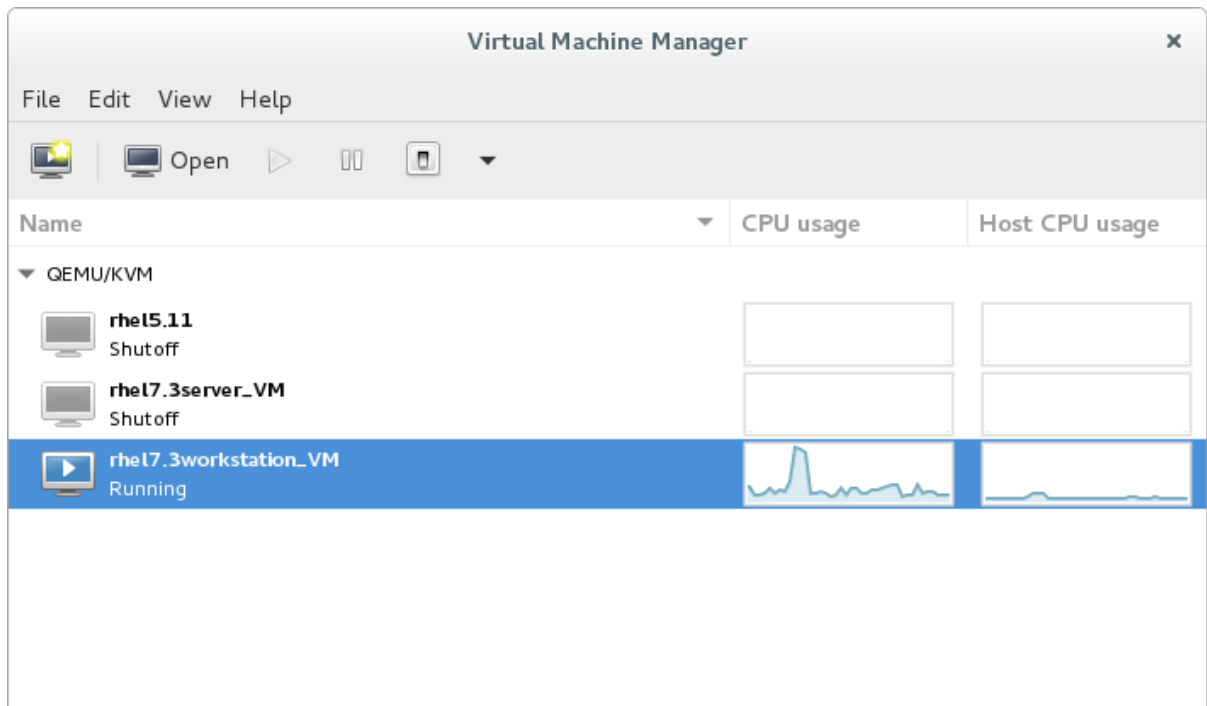 Virtual Machine Manager
File Edit View Help
Open
Name CPU usage Host CPU usage
QEMU/KVM
rhel5.11
Shutoff
rhel7.3server_VM
Shutoff
rhel7.3workstation_VM
Running